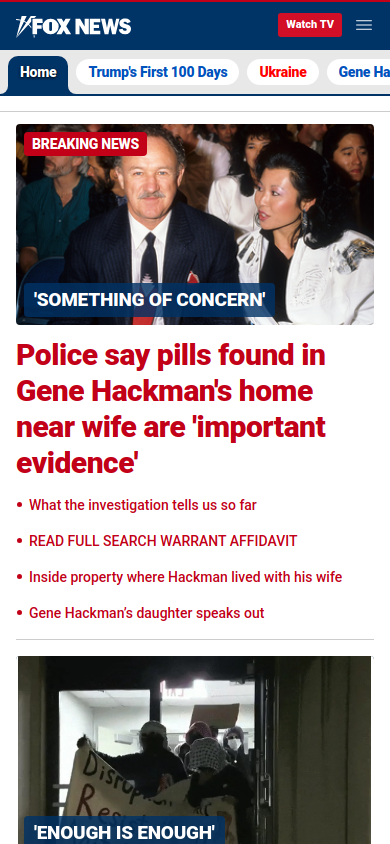 FOX NEWS
Watch TV
Home
Trump's First 100 Days
Ukraine
Gene Ha
BREAKING NEWS
'SOMETHING OF CONCERN'
Police say pills found in
Gene Hackman's home
near wife are 'important
evidence'
What the investigation tells us so far
READ FULL SEARCH WARRANT AFFIDAVIT
Inside property where Hackman lived with his wife
Gene Hackman’s daughter speaks out
Disrup
'ENOUGH IS ENOUGH'